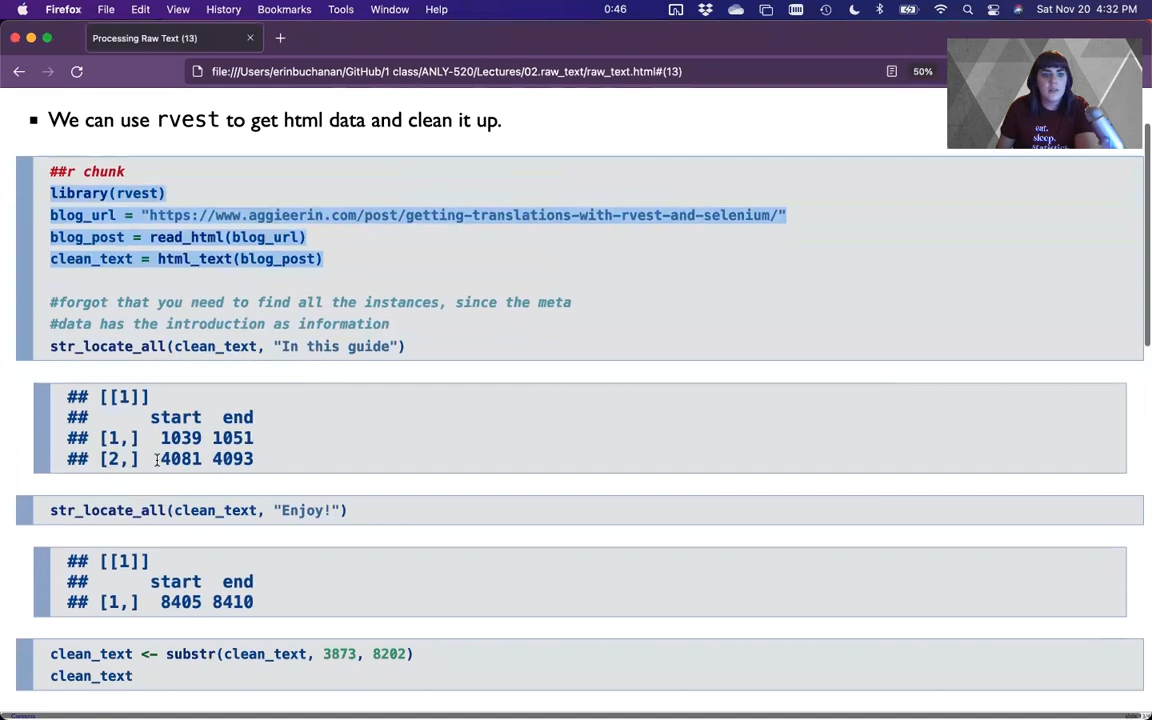 Firefox File Edit View History Bookmarks Tools Window Help 0:46 Sat Nov 20 4:32 PM
Processing Raw Text (13)
file:///Users/erinbuchanan/GitHub/1 class/ANLY-520/Lectures/02.raw_text/raw_text.html#(13) 50%
eat.
sleep.
statistics.
▪ We can use rvest to get html data and clean it up.
##r chunk
library(rvest)
blog_url = "https://www.aggieerin.com/post/getting-translations-with-rvest-and-selenium/"
blog_post = read_html(blog_url)
clean_text = html_text(blog_post)
#forgot that you need to find all the instances, since the meta
#data has the introduction as information
str_locate_all(clean_text, "In this guide")
## [[1]]
## start end
## [1,] 1039 1051
## [2,] 4081 4093
str_locate_all(clean_text, "Enjoy!")
## [[1]]
## start end
## [1,] 8405 8410
clean_text <- substr(clean_text, 3873, 8202)
clean_text